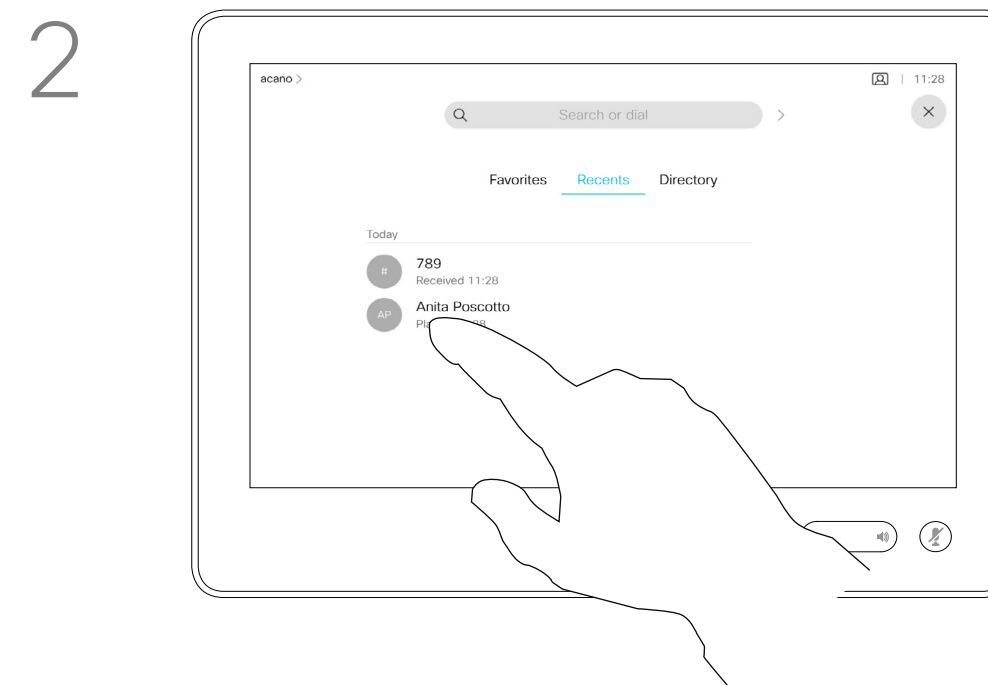 2
acano >
| 11:28
Search or dial >
Favorites Recents Directory
Today
#
789
Received 11:28
AP
Anita Poscotto